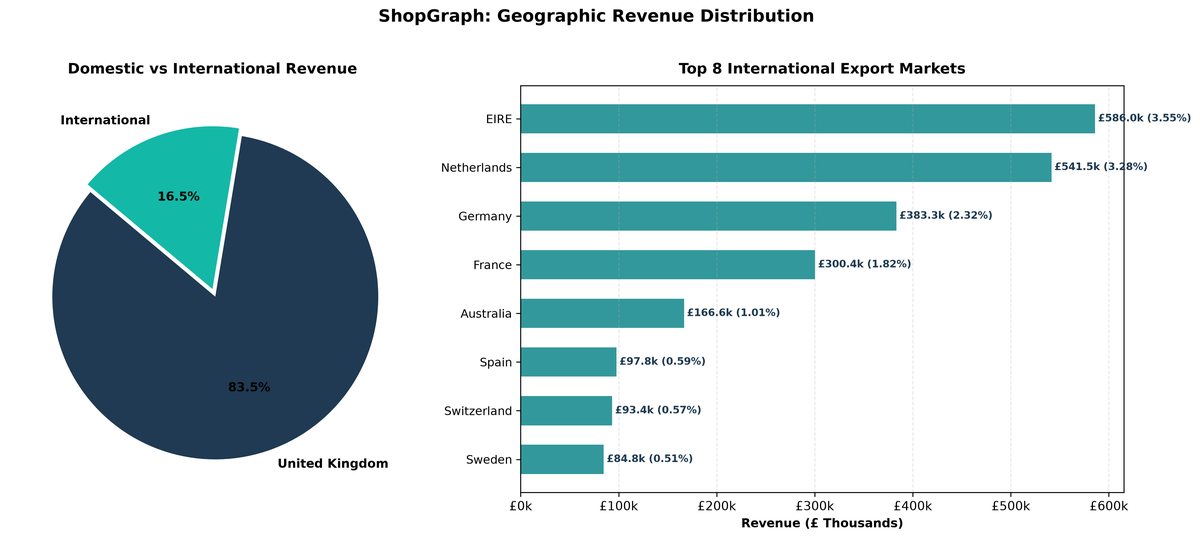 ShopGraph: Geographic Revenue Distribution
Domestic vs International Revenue
International
16.5%
83.5%
United Kingdom
Top 8 International Export Markets
EIRE £586.0k (3.55%)
Netherlands £541.5k (3.28%)
Germany £383.3k (2.32%)
France £300.4k (1.82%)
Australia £166.6k (1.01%)
Spain £97.8k (0.59%)
Switzerland £93.4k (0.57%)
Sweden £84.8k (0.51%)
£0k £100k £200k £300k £400k £500k £600k
Revenue (£ Thousands)